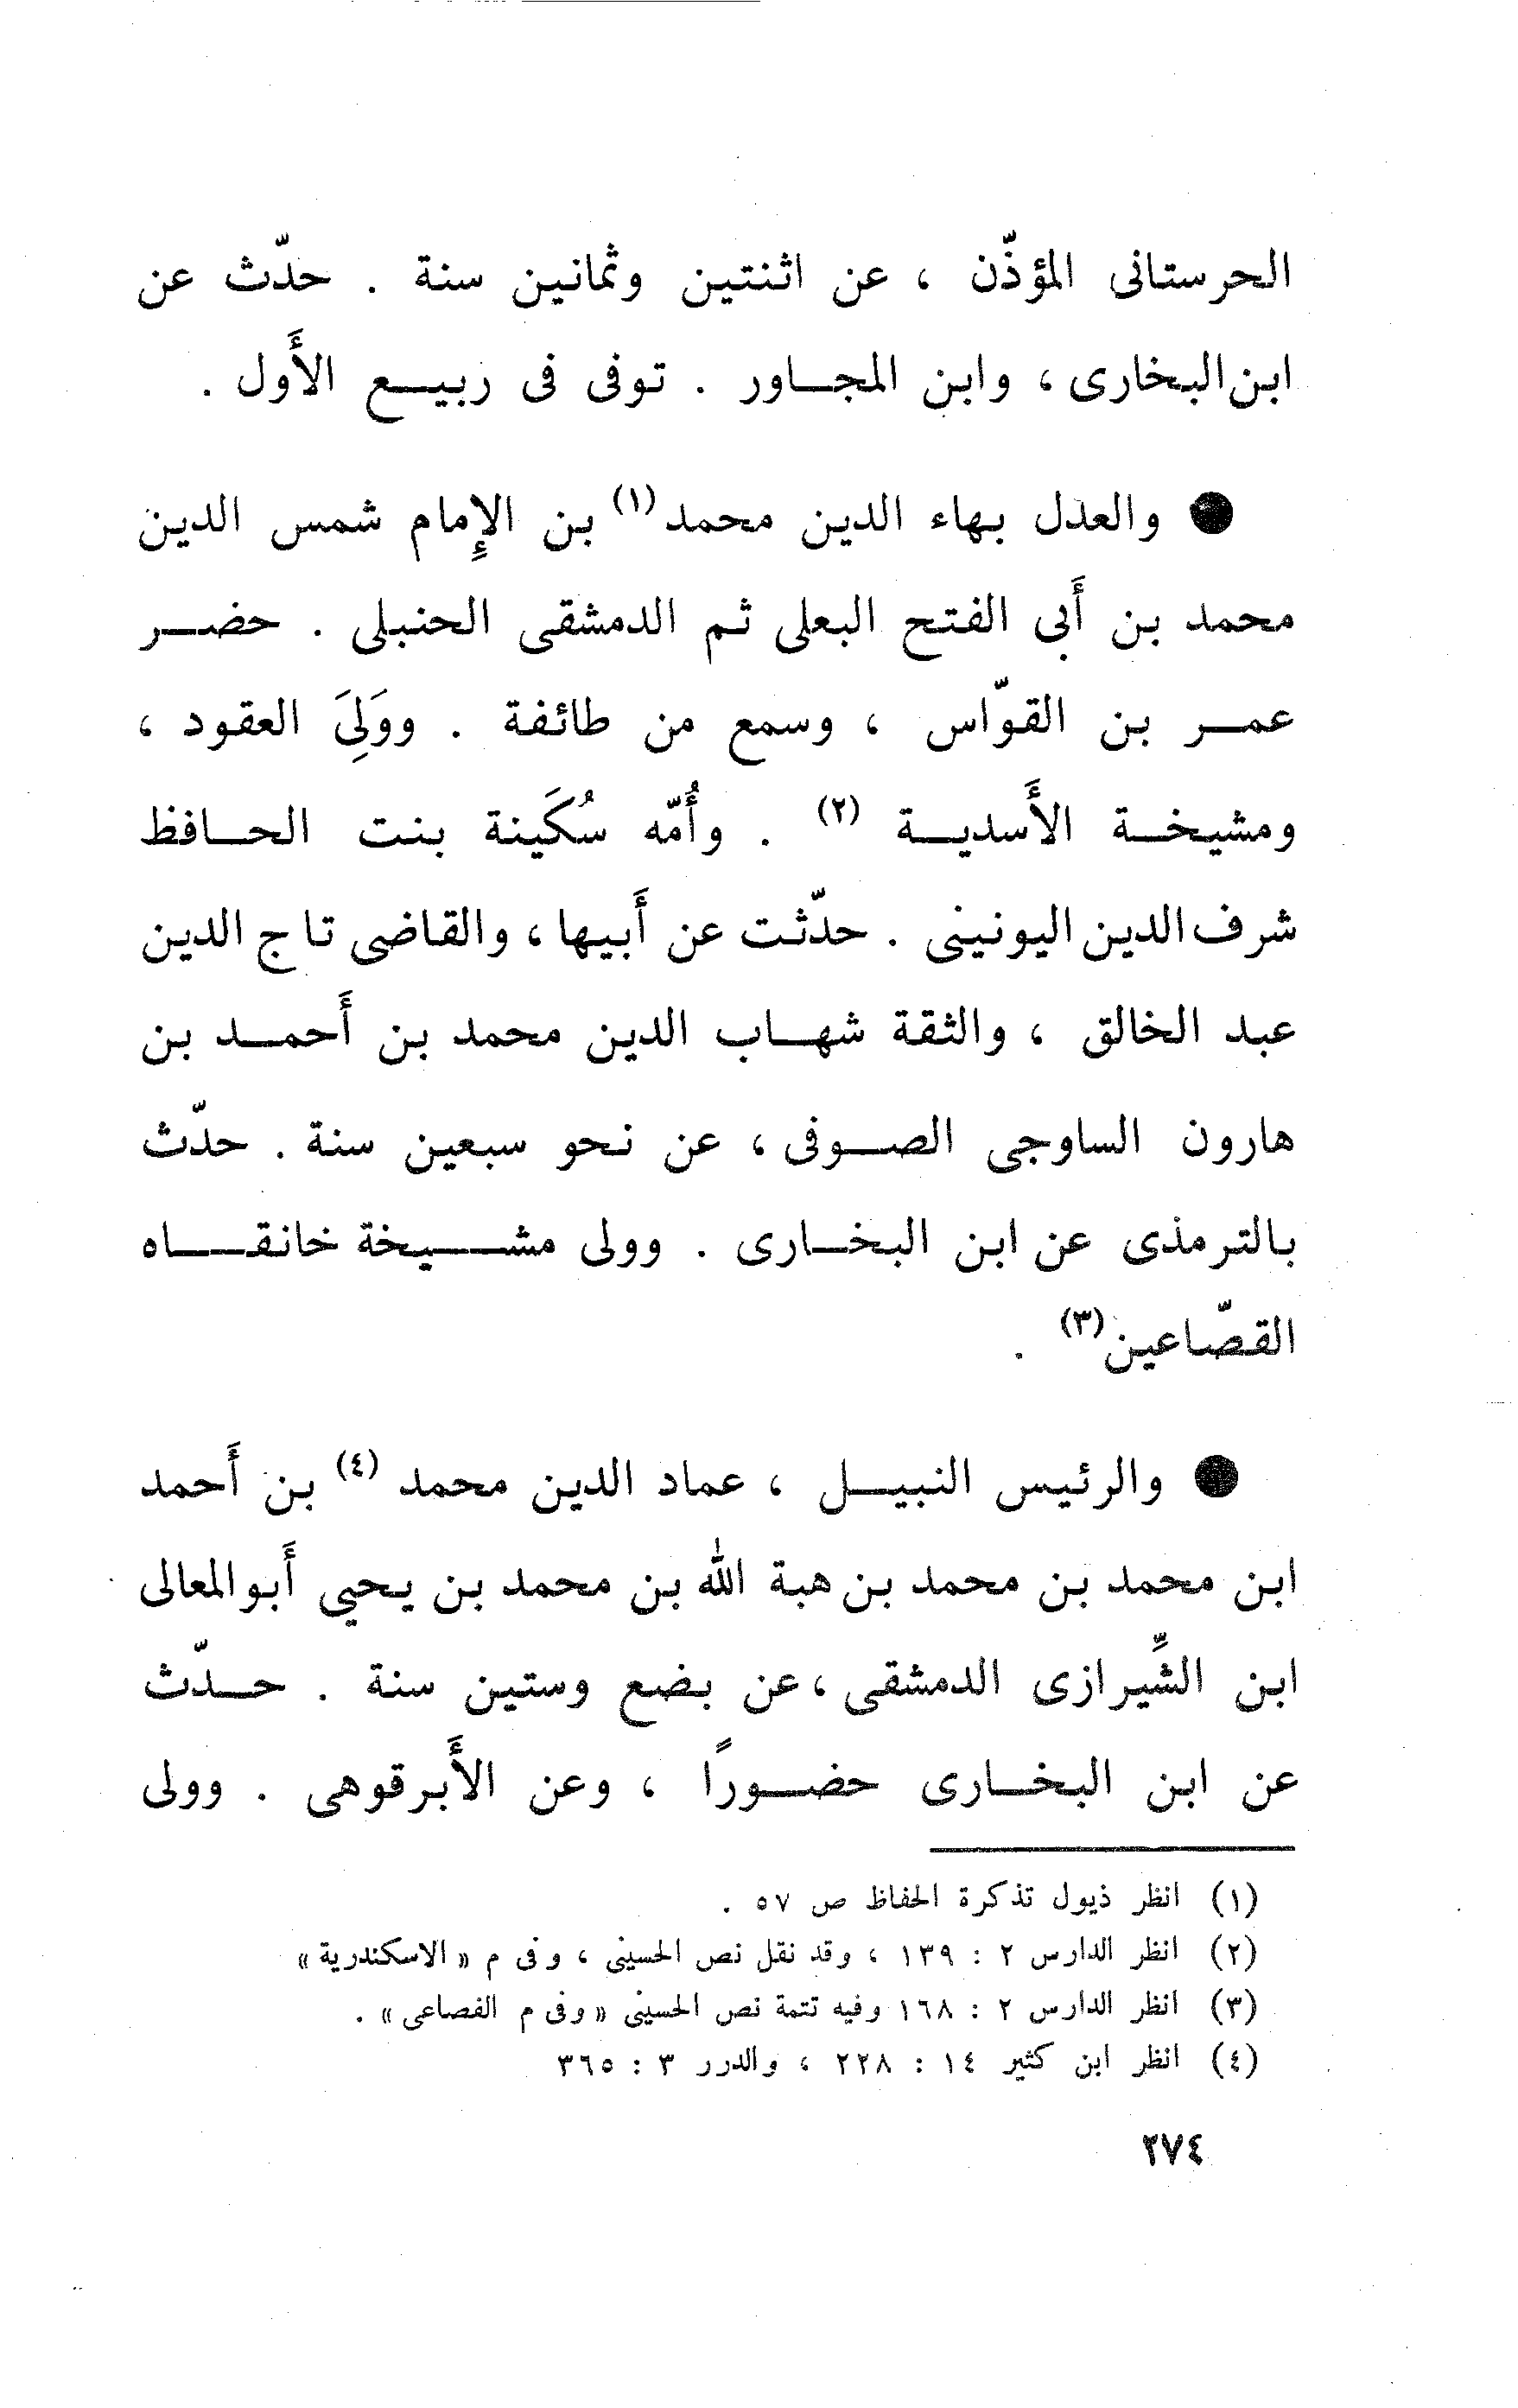 الحرستانى المؤذّن ، عن اثنتين وثمانين سنة . حدّث عن
ابن البخارى ، وابن المجاور . توفى فى ربيع الأَول .
● والعدل بهاء الدين محمد (١) بن الإِمام شمس الدين
محمد بن أَبى الفتح البعلى ثم الدمشقى الحنبلى . حضر
عمر بن القوّاس ، وسمع من طائفة . ووَلِىَ العقود ،
ومشيخة الأَسدية (٢) . وأُمّه سُكَينة بنت الحافظ
شرف الدين اليونينى . حدّثت عن أَبيها ، والقاضى تاج الدين
عبد الخالق ، والثقة شهاب الدين محمد بن أَحمد بن
هارون الساوجى الصوفى ، عن نحو سبعين سنة . حدّث
بالترمذى عن ابن البخارى . وولى مشيخة خانقاه
القصّاعين (٣) .
● والرئيس النبيل ، عماد الدين محمد (٤) بن أَحمد
ابن محمد بن محمد بن هبة الله بن محمد بن يحيي أَبو المعالى
ابن الشِّيرازى الدمشقى ، عن بضع وستين سنة . حدّث
عن ابن البخارى حضورًا ، وعن الأَبرقوهى . وولى
(١) انظر ذيول تذكرة الحفاظ ص ٥٧ .
(٢) انظر الدارس ٢ : ١٣٩ ، وقد نقل نص الحسينى ، وفى م «الاسكندرية»
(٣) انظر الدارس ٢ : ١٦٨ وفيه تتمة نص الحسينى «وفى م الفصاعى» .
(٤) انظر ابن كثير ١٤ : ٢٢٨ ، والدرر ٣ : ٣٦٥
٢٧٤